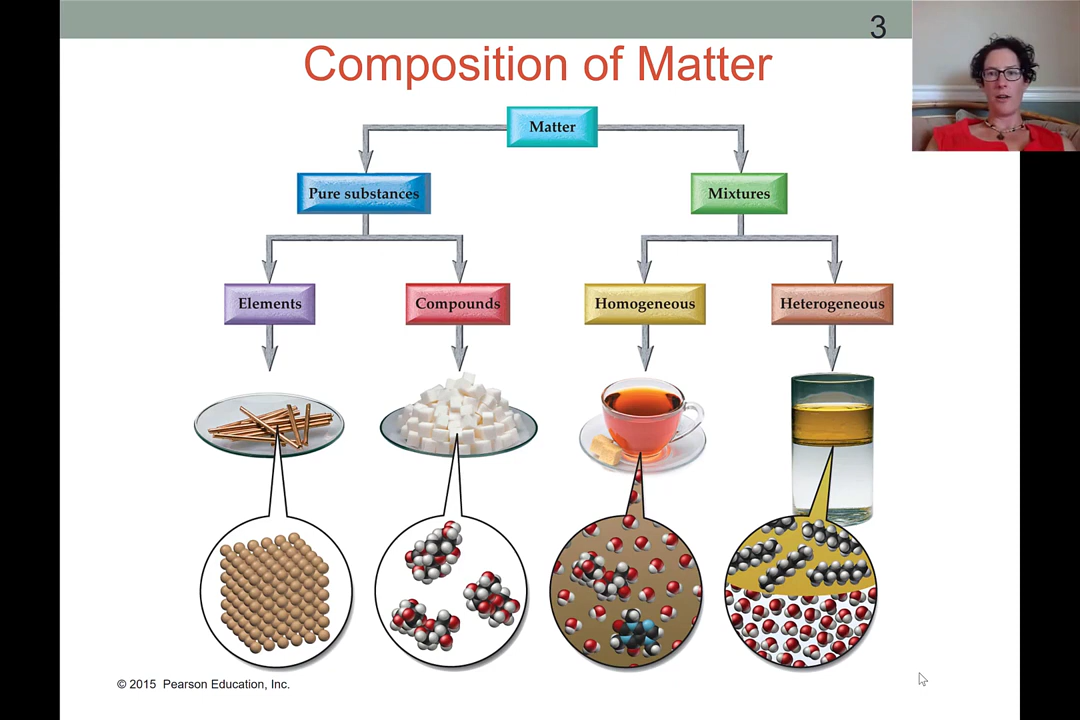 3
Composition of Matter
Matter
Pure substances
Mixtures
Elements
Compounds
Homogeneous
Heterogeneous
© 2015 Pearson Education, Inc.